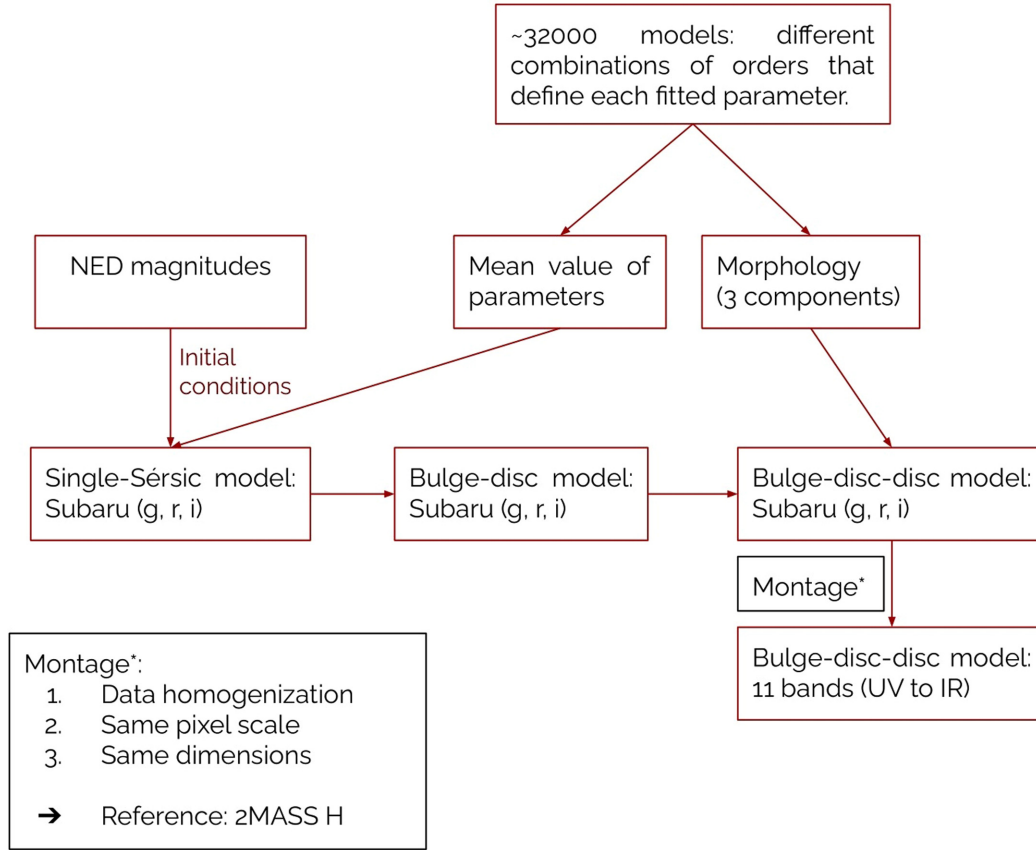 ~32000 models: different
combinations of orders that
define each fitted parameter.
NED magnitudes
Mean value of
parameters
Morphology
(3 components)
Initial
conditions
Single-Sérsic model:
Subaru (g, r, i)
Bulge-disc model:
Subaru (g, r, i)
Bulge-disc-disc model:
Subaru (g, r, i)
Montage*
Bulge-disc-disc model:
11 bands (UV to IR)
Montage*:
1. Data homogenization
2. Same pixel scale
3. Same dimensions
➔ Reference: 2MASS H